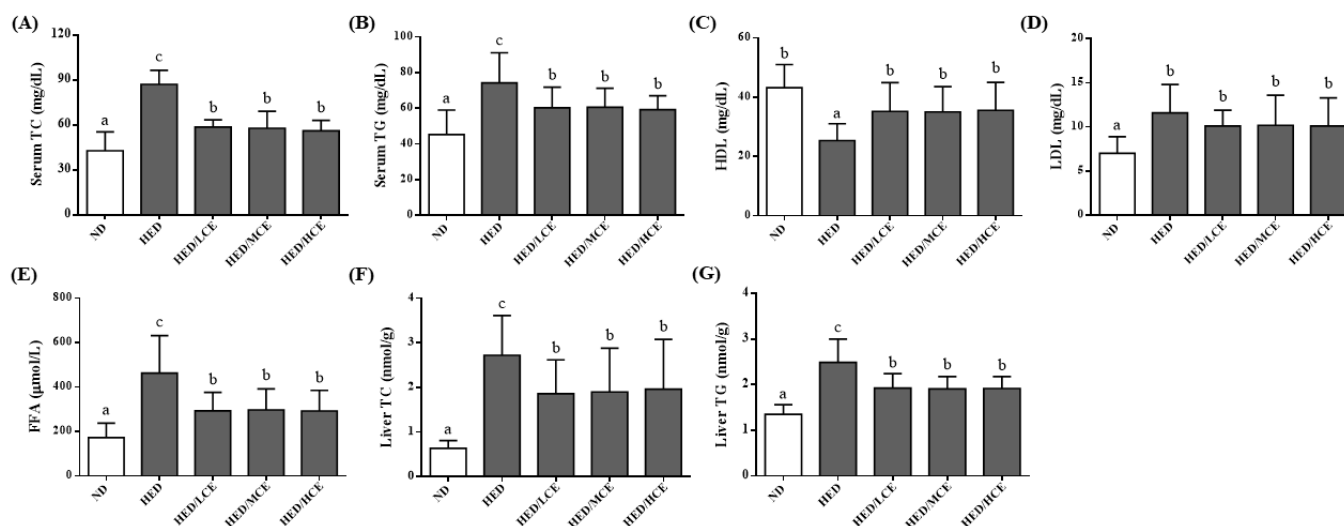 (A)
Serum TC (mg/dL)
120
90
60
30
0
a
c
b
b
b
ND
HED
HED/LCE
HED/MCE
HED/HCE
(B)
Serum TG (mg/dL)
100
80
60
40
20
0
a
c
b
b
b
ND
HED
HED/LCE
HED/MCE
HED/HCE
(C)
HDL (mg/dL)
60
40
20
0
b
a
b
b
b
ND
HED
HED/LCE
HED/MCE
HED/HCE
(D)
LDL (mg/dL)
20
15
10
5
0
a
b
b
b
b
ND
HED
HED/LCE
HED/MCE
HED/HCE
(E)
FFA (μmol/L)
800
600
400
200
0
a
c
b
b
b
ND
HED
HED/LCE
HED/MCE
HED/HCE
(F)
Liver TC (nmol/g)
4
3
2
1
0
a
c
b
b
b
ND
HED
HED/LCE
HED/MCE
HED/HCE
(G)
Liver TG (nmol/g)
4
3
2
1
0
a
c
b
b
b
ND
HED
HED/LCE
HED/MCE
HED/HCE